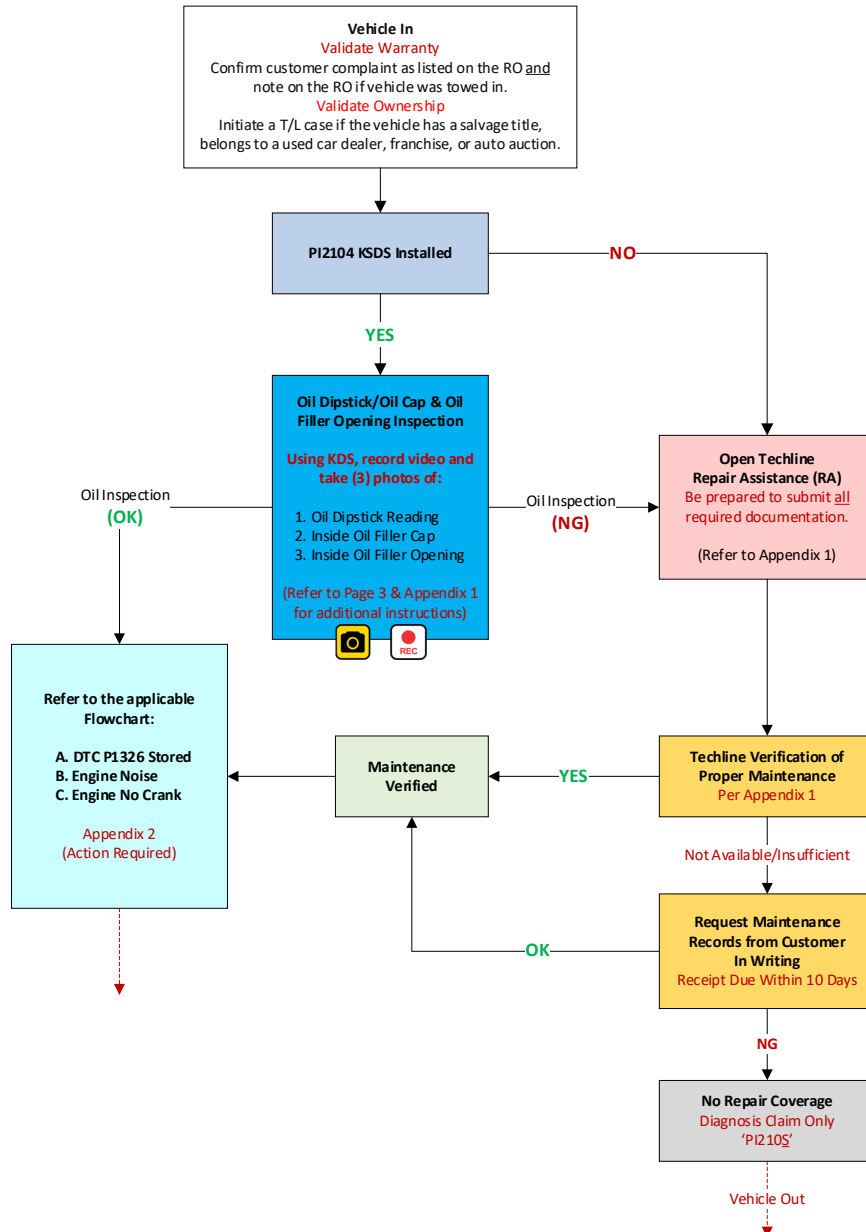 Vehicle In
Validate Warranty
Confirm customer complaint as listed on the RO and
note on the RO if vehicle was towed in.
Validate Ownership
Initiate a T/L case if the vehicle has a salvage title,
belongs to a used car dealer, franchise, or auto auction.
PI2104 KSDS Installed
NO
YES
Oil Dipstick/Oil Cap & Oil
Filler Opening Inspection
Using KDS, record video and
take (3) photos of:
1. Oil Dipstick Reading
2. Inside Oil Filler Cap
3. Inside Oil Filler Opening
(Refer to Page 3 & Appendix 1
for additional instructions)
REC
Oil Inspection
(OK)
Oil Inspection
(NG)
Open Techline
Repair Assistance (RA)
Be prepared to submit all
required documentation.
(Refer to Appendix 1)
Refer to the applicable
Flowchart:
A. DTC P1326 Stored
B. Engine Noise
C. Engine No Crank
Appendix 2
(Action Required)
Maintenance
Verified
YES
Techline Verification of
Proper Maintenance
Per Appendix 1
Not Available/Insufficient
Request Maintenance
Records from Customer
In Writing
Receipt Due Within 10 Days
OK
NG
No Repair Coverage
Diagnosis Claim Only
‘PI210S’
Vehicle Out